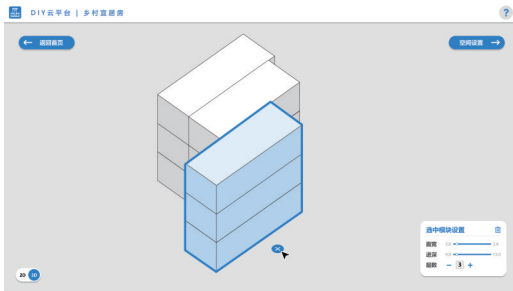 DIY云平台 | 乡村宜居房
?
← 返回首页
空间设置 →
选中模块设置
面宽
进深
层数 − 3 +
2D 3D